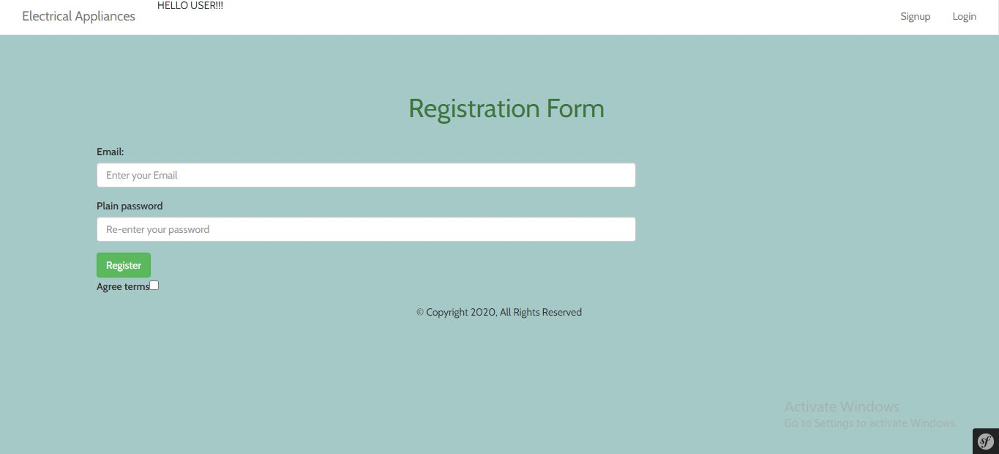 HELLO USER!!!
Electrical Appliances
Signup
Login
Registration Form
Email:
Enter your Email
Plain password
Re-enter your password
Register
Agree terms
© Copyright 2020, All Rights Reserved
Activate Windows
Go to Settings to activate Windows.
sf